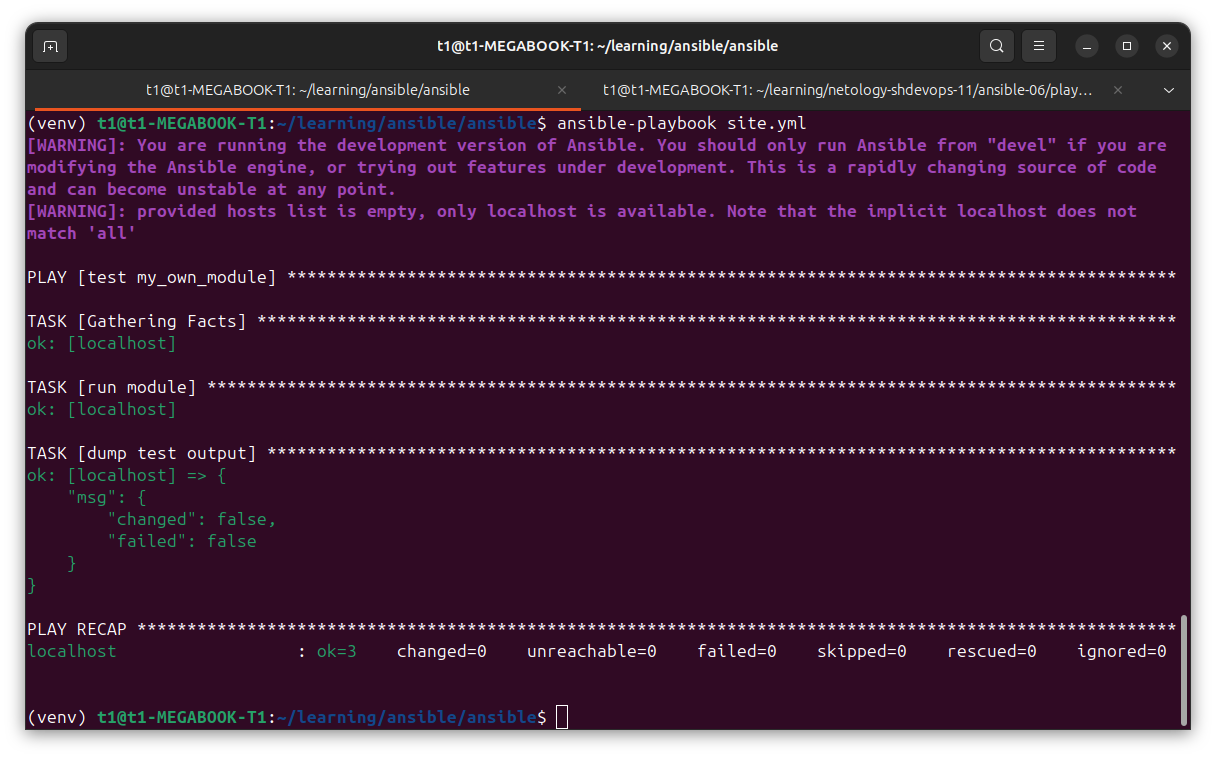 t1@t1-MEGABOOK-T1: ~/learning/ansible/ansible
t1@t1-MEGABOOK-T1: ~/learning/ansible/ansible
t1@t1-MEGABOOK-T1: ~/learning/netology-shdevops-11/ansible-06/play…
(venv) t1@t1-MEGABOOK-T1:~/learning/ansible/ansible$ ansible-playbook site.yml
[WARNING]: You are running the development version of Ansible. You should only run Ansible from "devel" if you are
modifying the Ansible engine, or trying out features under development. This is a rapidly changing source of code
and can become unstable at any point.
[WARNING]: provided hosts list is empty, only localhost is available. Note that the implicit localhost does not
match 'all'
PLAY [test my_own_module] *****************************************************************************************
TASK [Gathering Facts] ********************************************************************************************
ok: [localhost]
TASK [run module] *************************************************************************************************
ok: [localhost]
TASK [dump test output] *******************************************************************************************
ok: [localhost] => {
    "msg": {
        "changed": false,
        "failed": false
    }
}
PLAY RECAP ********************************************************************************************************
localhost                  : ok=3    changed=0    unreachable=0    failed=0    skipped=0    rescued=0    ignored=0
(venv) t1@t1-MEGABOOK-T1:~/learning/ansible/ansible$